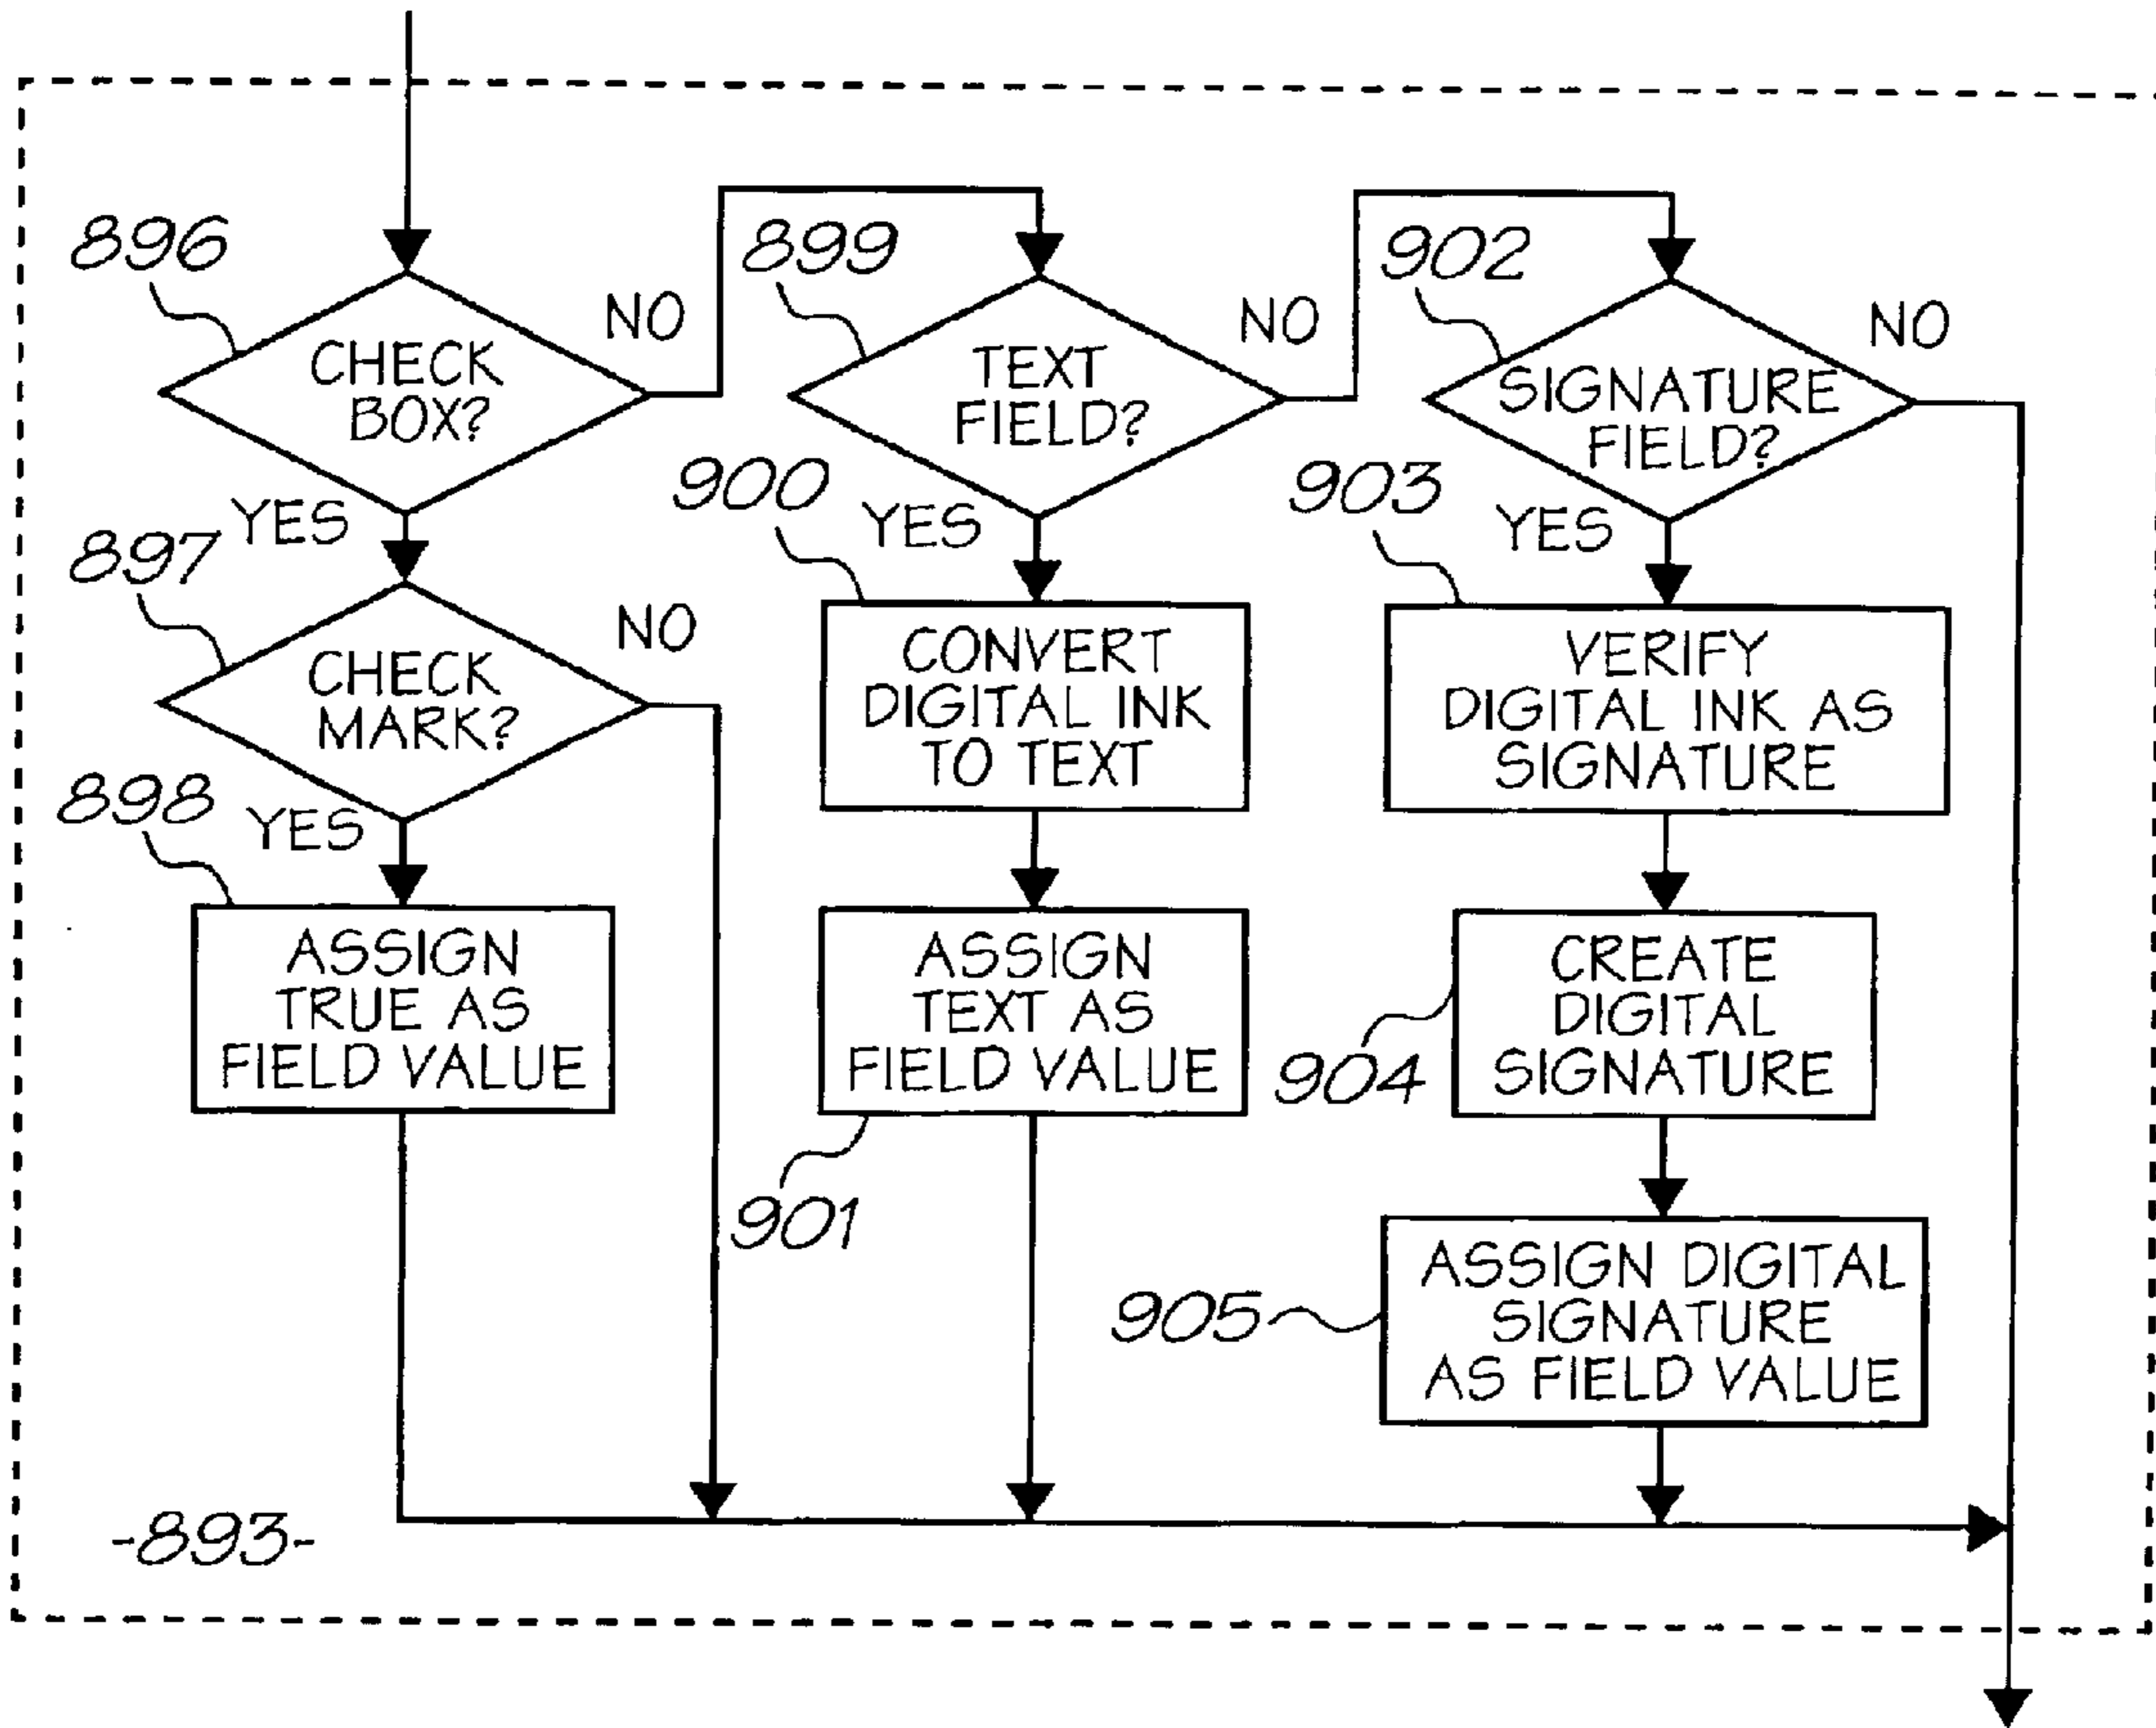 896
CHECK
BOX?
NO
YES
897
CHECK
MARK?
NO
YES
898
ASSIGN
TRUE AS
FIELD VALUE
899
TEXT
FIELD?
NO
YES
900
CONVERT
DIGITAL INK
TO TEXT
ASSIGN
TEXT AS
FIELD VALUE
901
902
SIGNATURE
FIELD?
NO
YES
903
VERIFY
DIGITAL INK AS
SIGNATURE
CREATE
DIGITAL
SIGNATURE
904
ASSIGN DIGITAL
SIGNATURE
AS FIELD VALUE
905
-893-